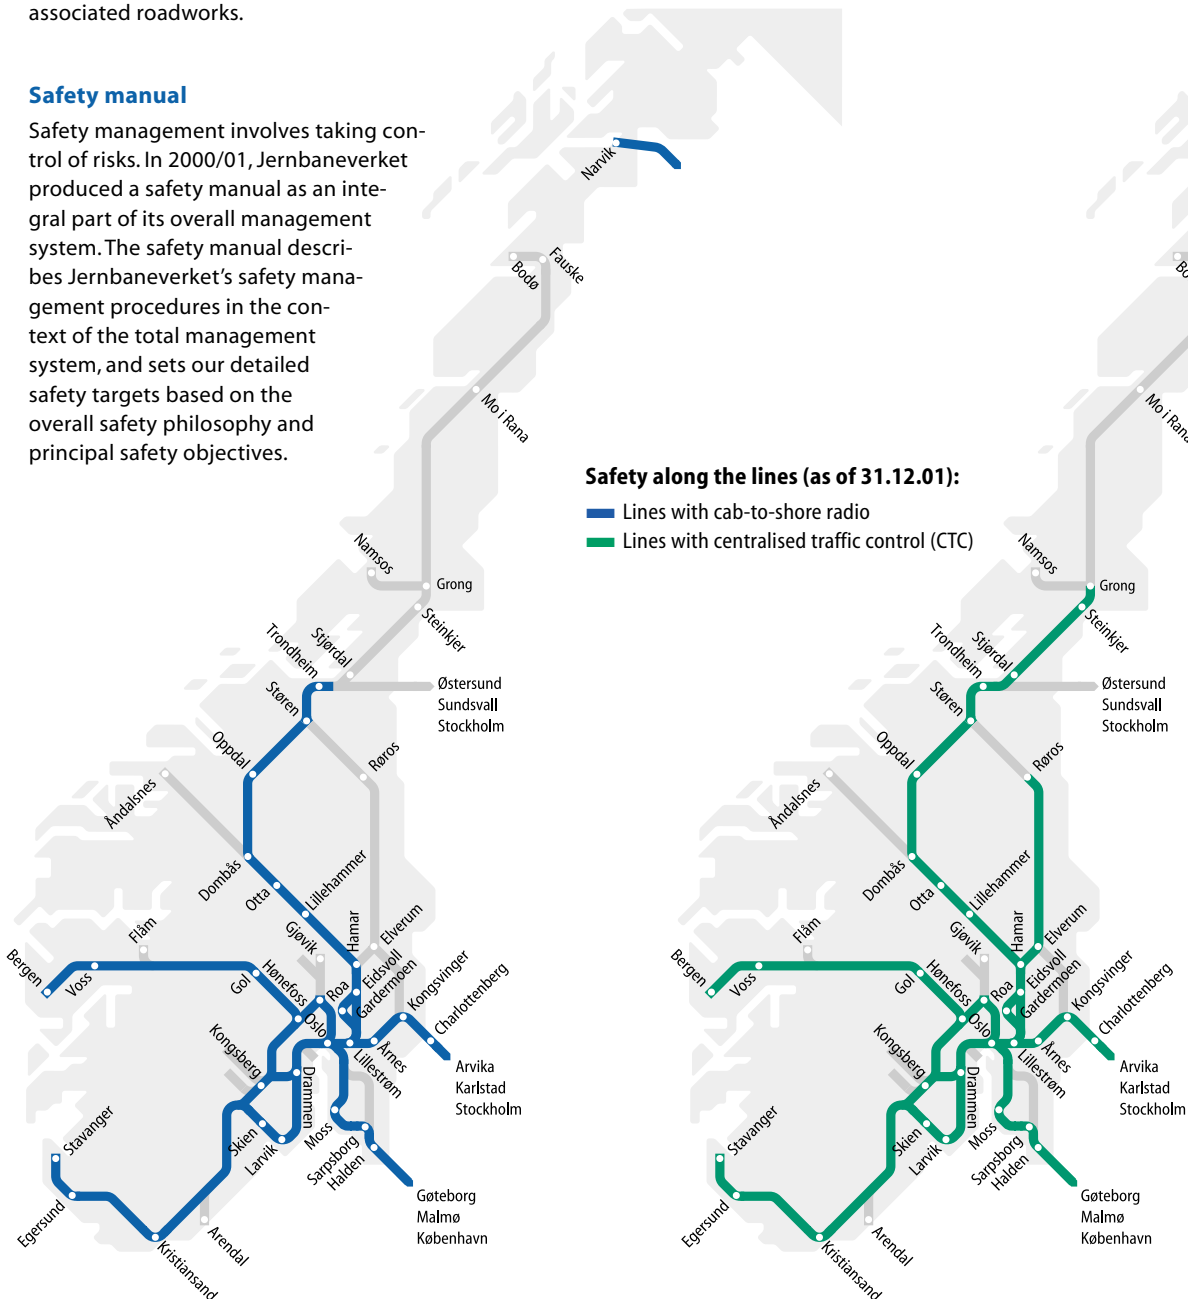 associated roadworks.
Safety manual
Safety management involves taking con-
trol of risks. In 2000/01, Jernbaneverket
produced a safety manual as an inte-
gral part of its overall management
system. The safety manual descri-
bes Jernbaneverket's safety mana-
gement procedures in the con-
text of the total management
system, and sets our detailed
safety targets based on the
overall safety philosophy and
principal safety objectives.
Narvik
Bodø
Fauske
Mo i Rana
Namsos
Grong
Steinkjer
Stjørdal
Trondheim
Støren
Østersund
Sundsvall
Stockholm
Oppdal
Røros
Åndalsnes
Dombås
Otta
Lillehammer
Gjøvik
Hamar
Elverum
Flåm
Bergen
Voss
Gol
Hønefoss
Roa
Eidsvoll
Gardermoen
Kongsvinger
Charlottenberg
Oslo
Lillestrøm
Årnes
Arvika
Karlstad
Stockholm
Kongsberg
Drammen
Skien
Larvik
Moss
Sarpsborg
Halden
Gøteborg
Malmø
København
Stavanger
Egersund
Kristiansand
Arendal
Safety along the lines (as of 31.12.01):
Lines with cab-to-shore radio
Lines with centralised traffic control (CTC)
Bo
Mo i Rana
Namsos
Grong
Steinkjer
Stjørdal
Trondheim
Støren
Østersund
Sundsvall
Stockholm
Oppdal
Røros
Åndalsnes
Dombås
Otta
Lillehammer
Gjøvik
Hamar
Elverum
Flåm
Bergen
Voss
Gol
Hønefoss
Roa
Eidsvoll
Gardermoen
Kongsvinger
Charlottenberg
Oslo
Lillestrøm
Årnes
Arvika
Karlstad
Stockholm
Kongsberg
Drammen
Skien
Larvik
Moss
Sarpsborg
Halden
Gøteborg
Malmø
København
Stavanger
Egersund
Kristiansand
Arendal